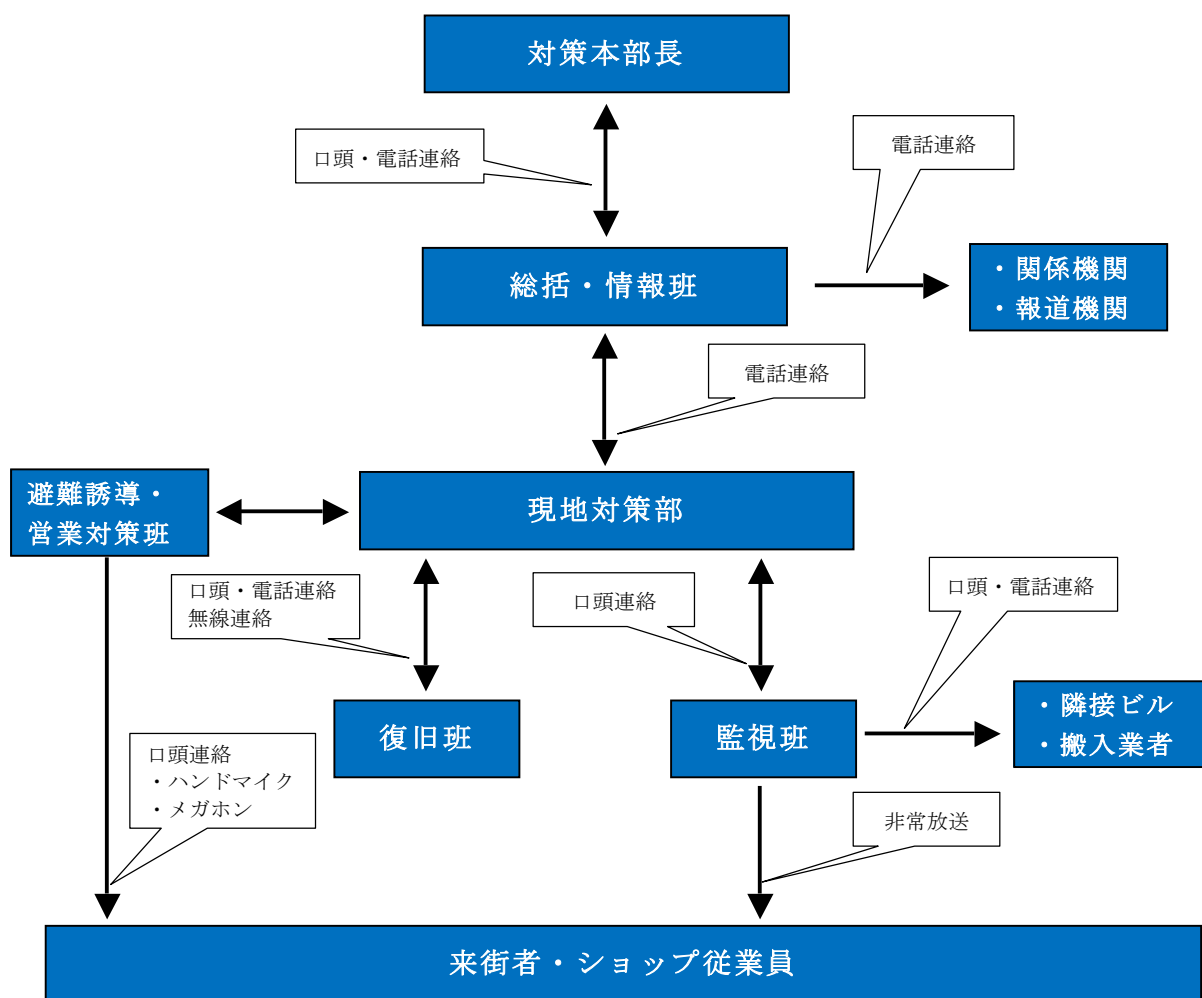 対策本部長
口頭・電話連絡
電話連絡
総括・情報班
・関係機関
・報道機関
電話連絡
避難誘導・
営業対策班
現地対策部
口頭・電話連絡
無線連絡
口頭連絡
口頭・電話連絡
復旧班
監視班
・隣接ビル
・搬入業者
口頭連絡
・ハンドマイク
・メガホン
非常放送
来街者・ショップ従業員